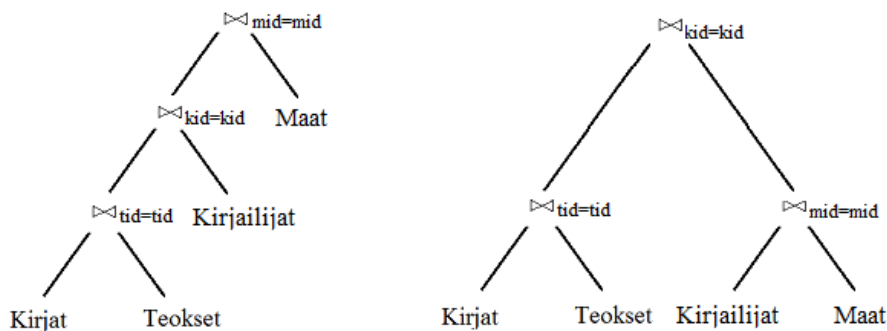 ⋈mid=mid
⋈kid=kid
Maat
⋈tid=tid
Kirjailijat
Kirjat
Teokset
⋈kid=kid
⋈tid=tid
⋈mid=mid
Kirjat
Teokset
Kirjailijat
Maat